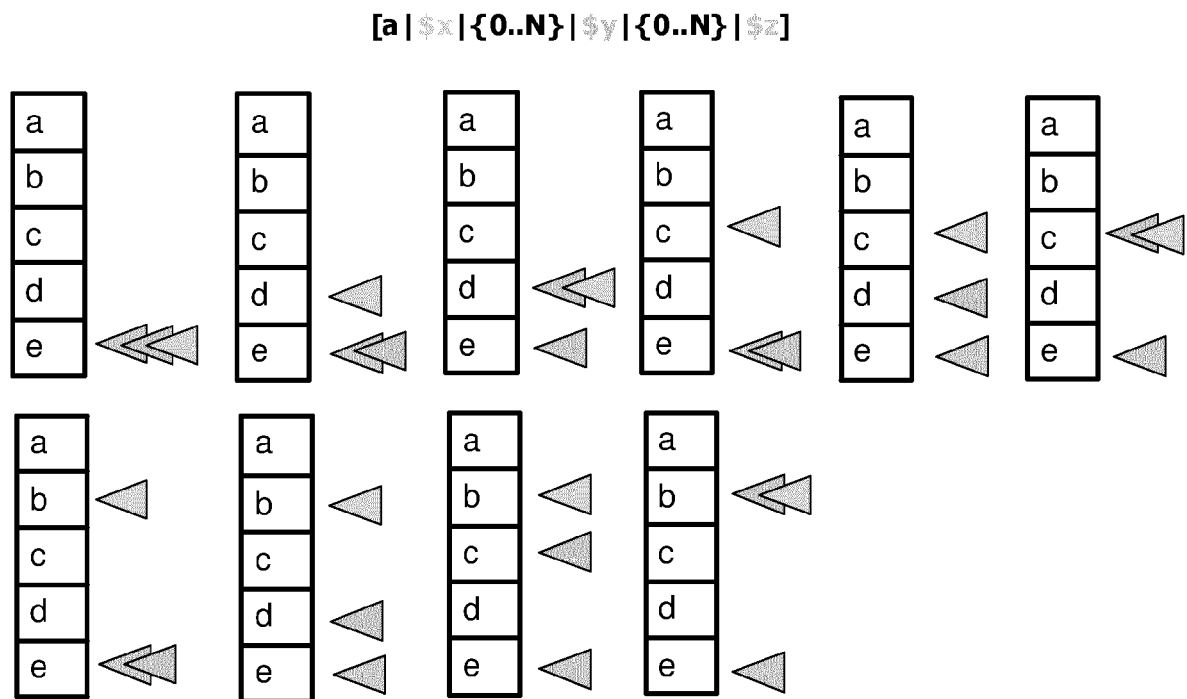 [a|$x|{0..N}|$y|{0..N}|$z]
a a a a a a
b b b b b b
c c c c c c
d d d d d d
e e e e e e
a a a a
b b b b
c c c c
d d d d
e e e e